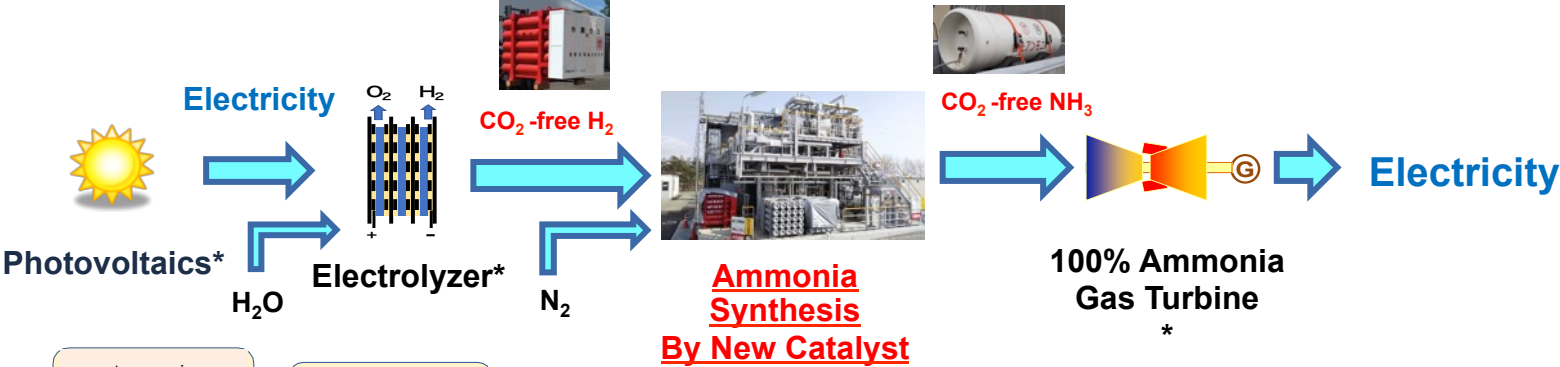 Electricity
O₂
H₂
CO₂ -free H₂
CO₂ -free NH₃
G
Electricity
+
−
Photovoltaics*
H₂O
Electrolyzer*
N₂
Ammonia
Synthesis
By New Catalyst
100% Ammonia
Gas Turbine
*